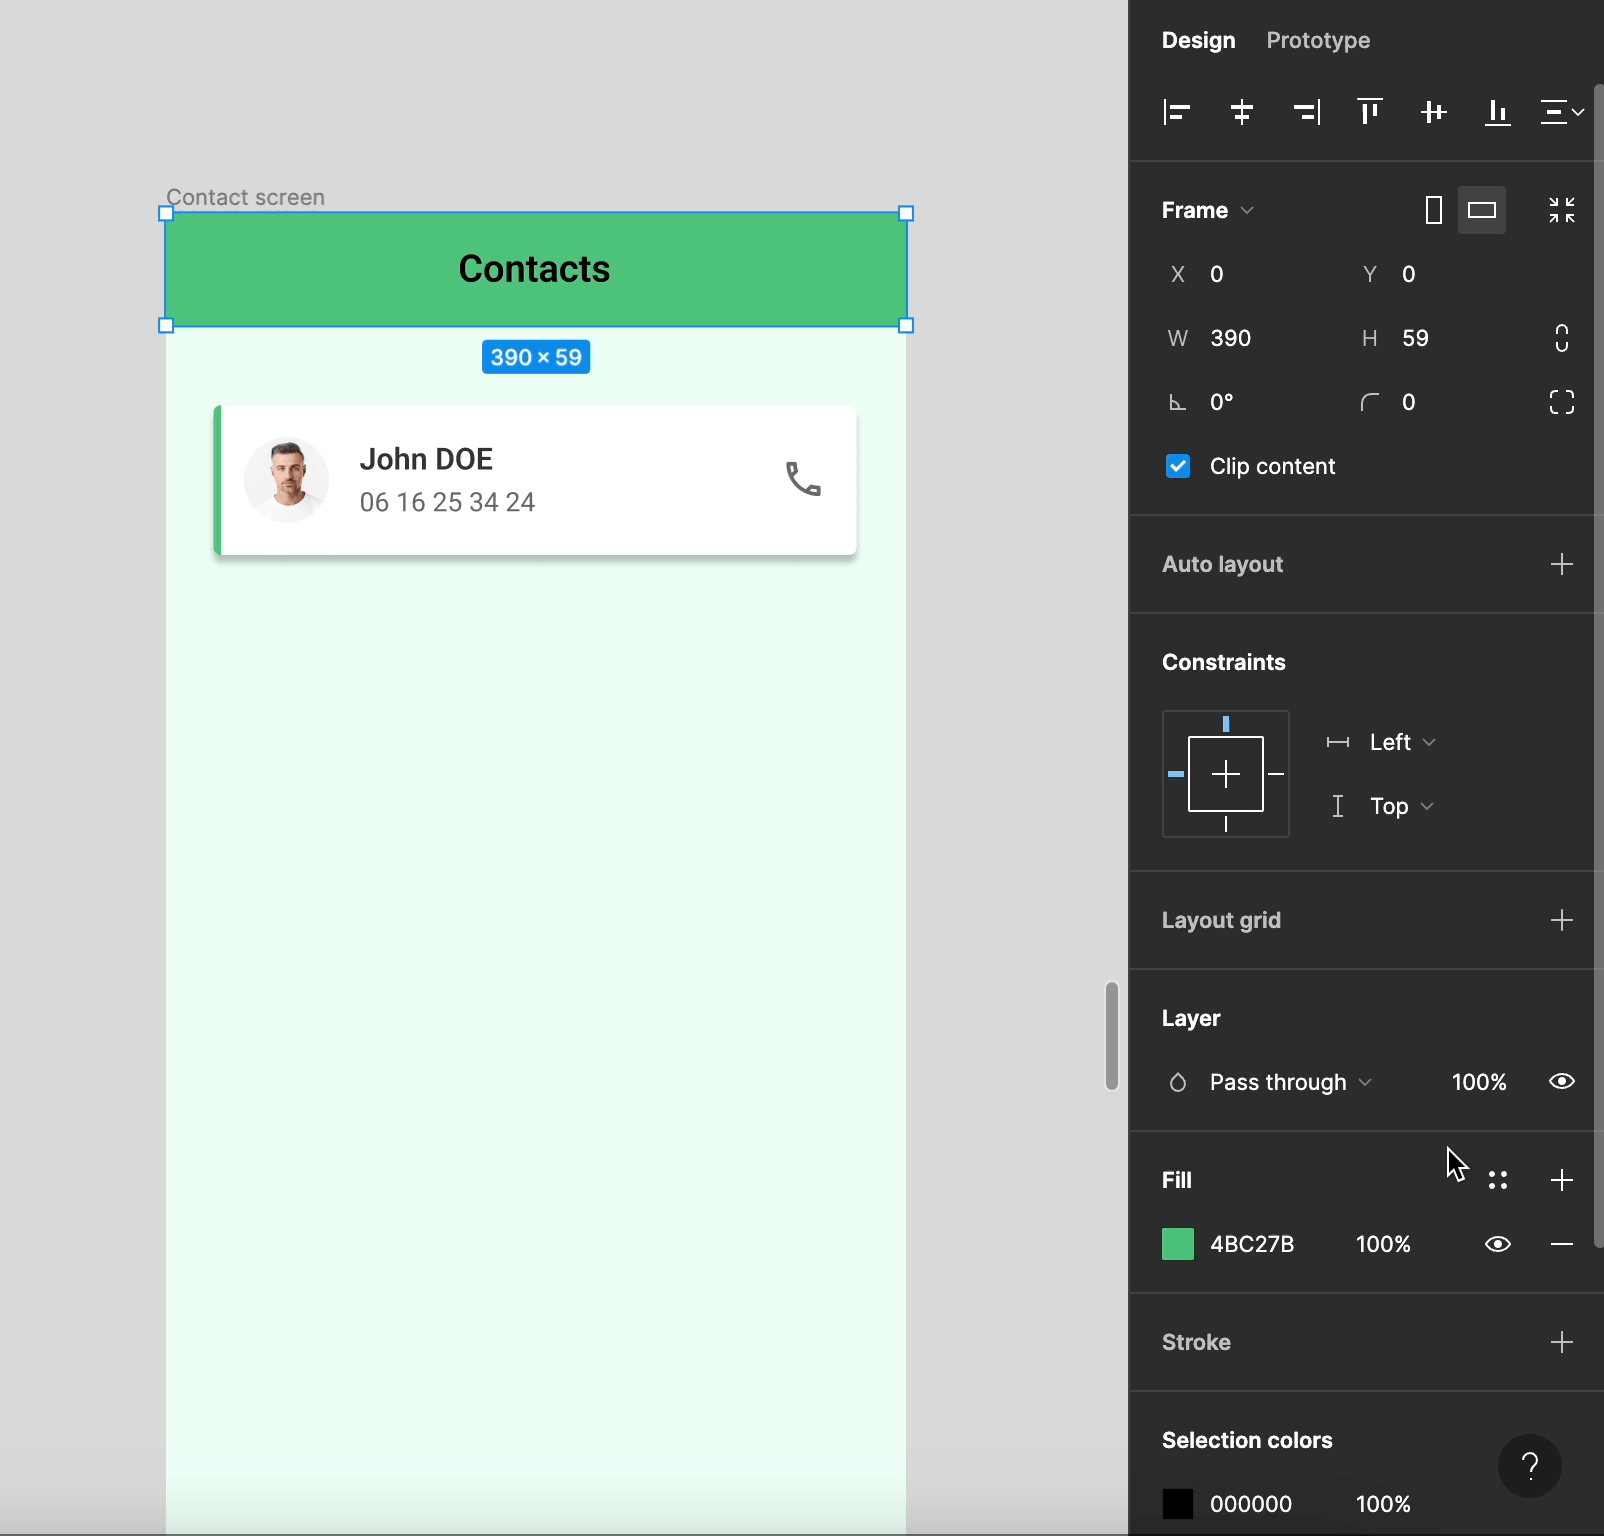 Contact screen
Contacts
390 × 59
John DOE
06 16 25 34 24
Design Prototype
Frame
X 0 Y 0
W 390 H 59
0° 0
Clip content
Auto layout
Constraints
Left
Top
Layout grid
Layer
Pass through 100%
Fill
4BC27B 100%
Stroke
Selection colors
?
000000 100%